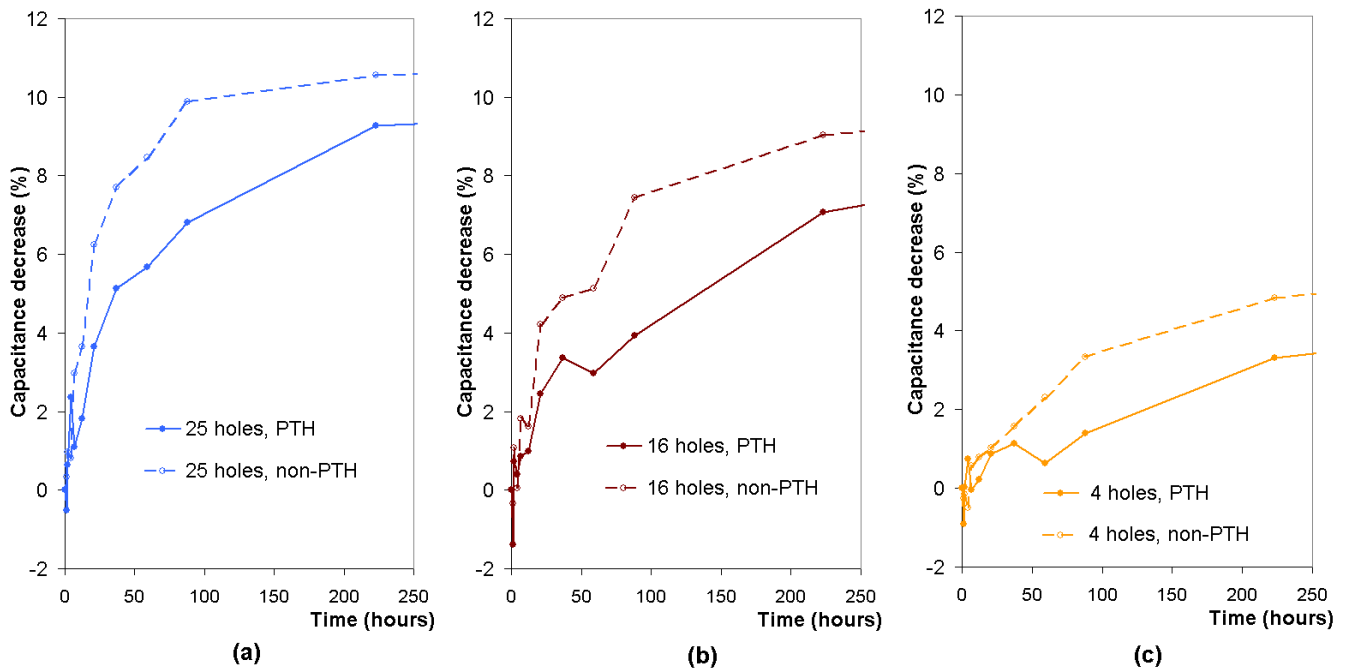 12
10
8
6
4
2
0
-2
Capacitance decrease (%)
25 holes, PTH
25 holes, non-PTH
0 50 100 150 200 250
Time (hours)
(a)
12
10
8
6
4
2
0
-2
Capacitance decrease (%)
16 holes, PTH
16 holes, non-PTH
0 50 100 150 200 250
Time (hours)
(b)
12
10
8
6
4
2
0
-2
Capacitance decrease (%)
4 holes, PTH
4 holes, non-PTH
0 50 100 150 200 250
Time (hours)
(c)